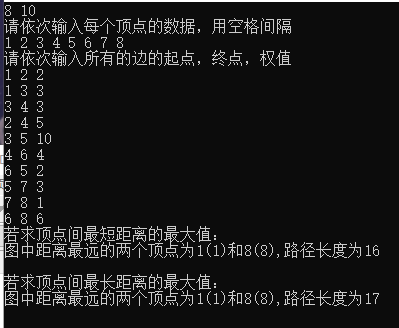 8 10
请依次输入每个顶点的数据，用空格间隔
1 2 3 4 5 6 7 8
请依次输入所有的边的起点，终点，权值
1 2 2
1 3 3
3 4 3
2 4 5
3 5 10
4 6 4
6 5 2
5 7 3
7 8 1
6 8 6
若求顶点间最短距离的最大值:
图中距离最远的两个顶点为1(1)和8(8),路径长度为16
若求顶点间最长距离的最大值:
图中距离最远的两个顶点为1(1)和8(8),路径长度为17